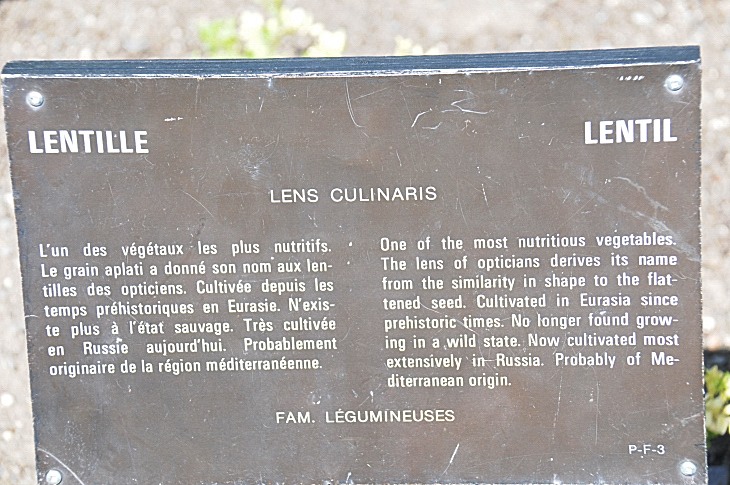 LENTILLE
LENTIL
LENS CULINARIS
L'un des végétaux les plus nutritifs.
Le grain aplati a donné son nom aux len-
tilles des opticiens. Cultivée depuis les
temps préhistoriques en Eurasie. N'exis-
te plus à l'état sauvage. Très cultivée
en Russie aujourd'hui. Probablement
originaire de la région méditerranéenne.
One of the most nutritious vegetables.
The lens of opticians derives its name
from the similarity in shape to the flat-
tened seed. Cultivated in Eurasia since
prehistoric times. No longer found grow-
ing in a wild state. Now cultivated most
extensively in Russia. Probably of Me-
diterranean origin.
FAM. LÉGUMINEUSES
P-F-3